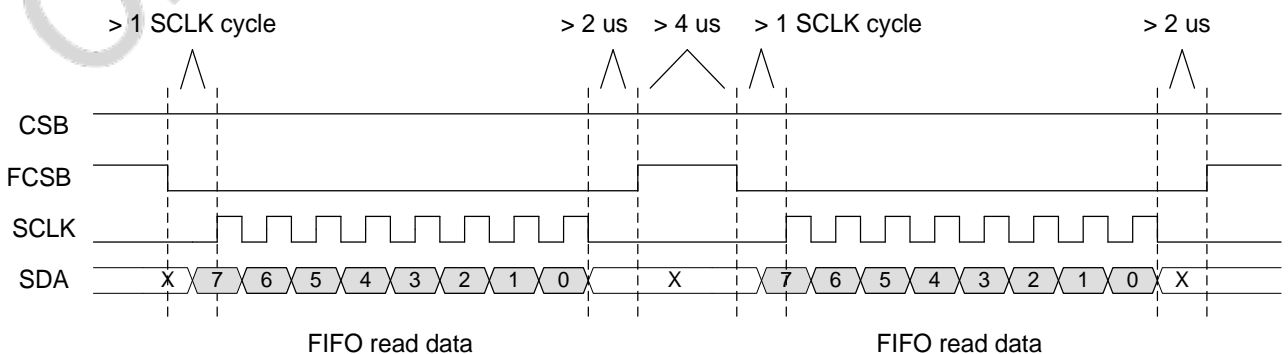 > 1 SCLK cycle > 2 us > 4 us > 1 SCLK cycle > 2 us
CSB
FCSB
SCLK
SDA X 7 6 5 4 3 2 1 0 X 7 6 5 4 3 2 1 0 X
FIFO read data FIFO read data